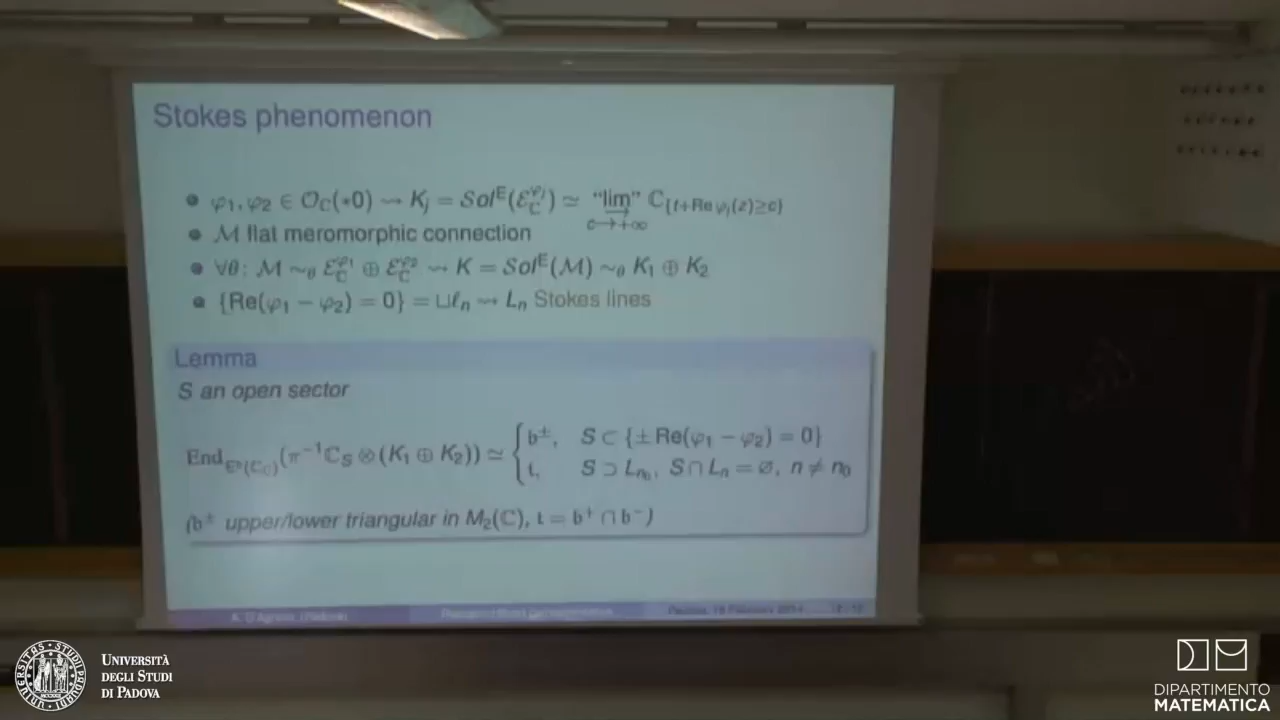 Stokes phenomenon
• φ₁, φ₂ ∈ O_C(*0) ⇝ K_j = Sol^E(ℰ_C^{φ_j}) ≃ "lim"_{c→+∞} ℂ_{{t+Re φ_j(z)≥c}}
• ℳ flat meromorphic connection
• ∀θ: ℳ ∼_θ ℰ_C^{φ₁} ⊕ ℰ_C^{φ₂} ⇝ K = Sol^E(ℳ) ∼_θ K₁ ⊕ K₂
• {Re(φ₁ − φ₂) = 0} = ⊔ℓ_n ⇝ L_n Stokes lines
Lemma
S an open sector
End_{E^b(ℂ_C)}(π⁻¹ℂ_S ⊗ (K₁ ⊕ K₂)) ≃ { b^±, S ⊂ {± Re(φ₁ − φ₂) = 0}
t, S ⊃ L_{n₀}, S ∩ L_n = ∅, n ≠ n₀
(b^± upper/lower triangular in M₂(ℂ), t = b⁺ ∩ b⁻)
UNIVERSITÀ
DEGLI STUDI
DI PADOVA
DIPARTIMENTO
MATEMATICA